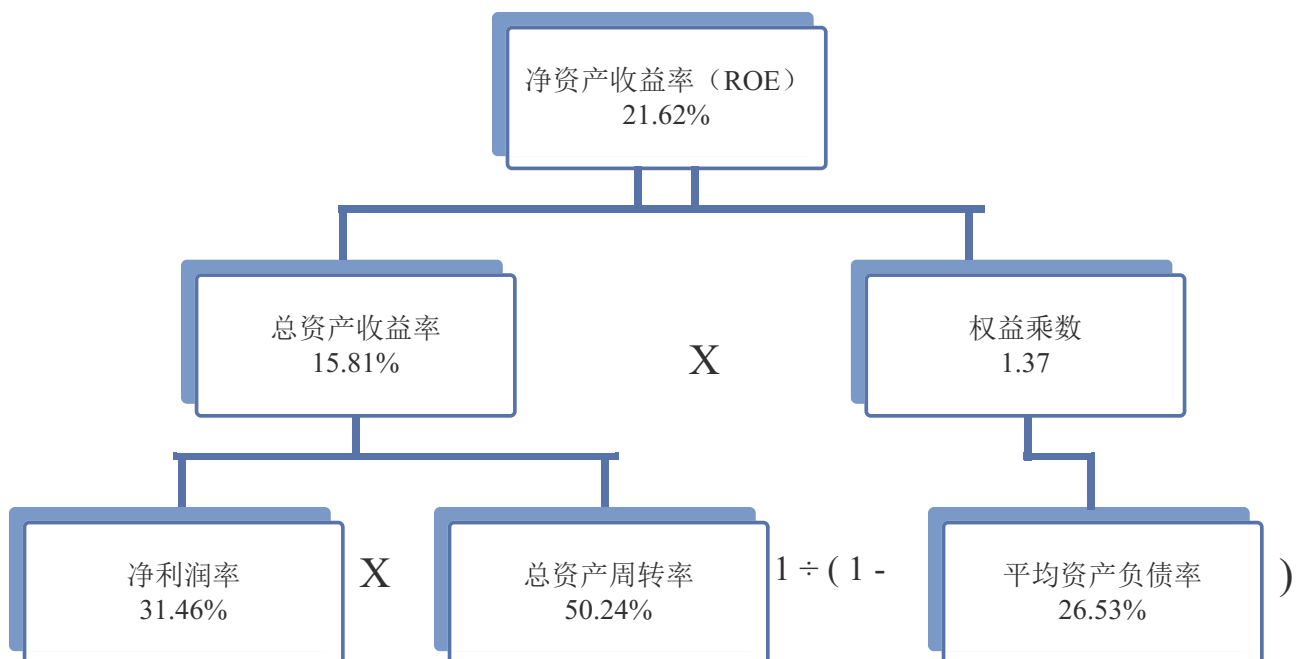 净资产收益率（ROE）
21.62%
总资产收益率
15.81%
X
权益乘数
1.37
净利润率
31.46%
X
总资产周转率
50.24%
1 ÷ ( 1 -
平均资产负债率
26.53%
)